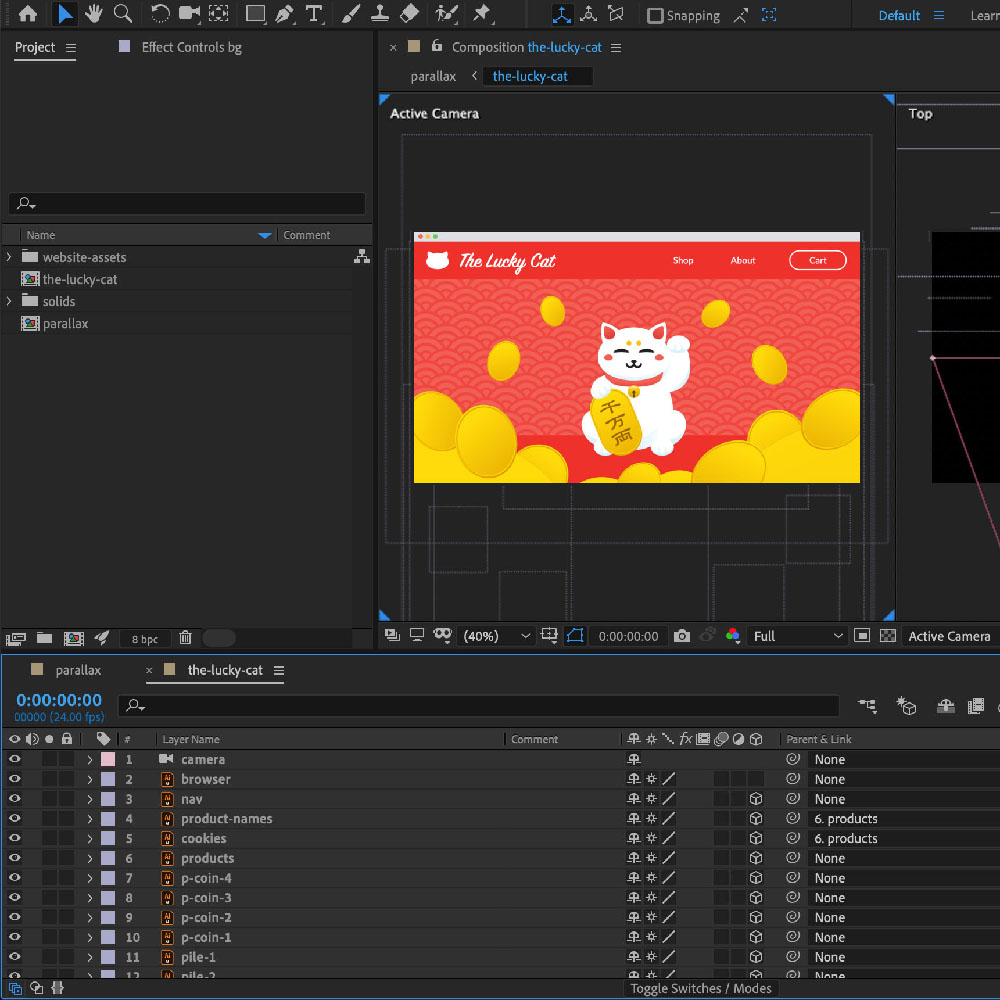 Snapping
Default
Learn
Project
Effect Controls bg
Composition the-lucky-cat
parallax
the-lucky-cat
Active Camera
Top
Name
Comment
website-assets
the-lucky-cat
solids
parallax
The Lucky Cat
Shop
About
Cart
千
万
両
8 bpc
(40%)
0:00:00:00
Full
Active Camera
parallax
the-lucky-cat
0:00:00:00
00000 (24.00 fps)
# Layer Name Comment Parent & Link
1 camera None
2 browser None
3 nav None
4 product-names 6. products
5 cookies 6. products
6 products None
7 p-coin-4 None
8 p-coin-3 None
9 p-coin-2 None
10 p-coin-1 None
11 pile-1 None
12 pile-2 None
Toggle Switches / Modes